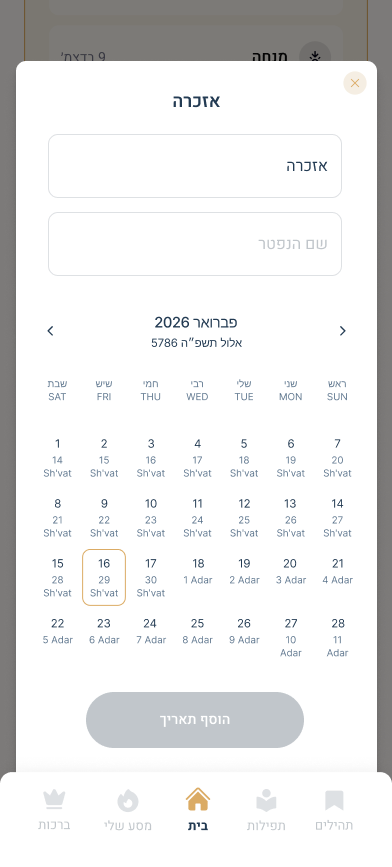 מנחה
9 בדצמ'
אזכרה
אזכרה
שם הנפטר
פברואר 2026
אלול תשפ״ה 5786
ראש שני שלי רבי חמי שיש שבת
SUN MON TUE WED THU FRI SAT
7 6 5 4 3 2 1
20 19 18 17 16 15 14
Sh'vat Sh'vat Sh'vat Sh'vat Sh'vat Sh'vat Sh'vat
14 13 12 11 10 9 8
27 26 25 24 23 22 21
Sh'vat Sh'vat Sh'vat Sh'vat Sh'vat Sh'vat Sh'vat
21 20 19 18 17 16 15
4 Adar 3 Adar 2 Adar 1 Adar 30 29 28
Sh'vat Sh'vat Sh'vat
28 27 26 25 24 23 22
11 10 9 Adar 8 Adar 7 Adar 6 Adar 5 Adar
Adar Adar
הוסף תאריך
תהילים תפילות בית מסע שלי ברכות